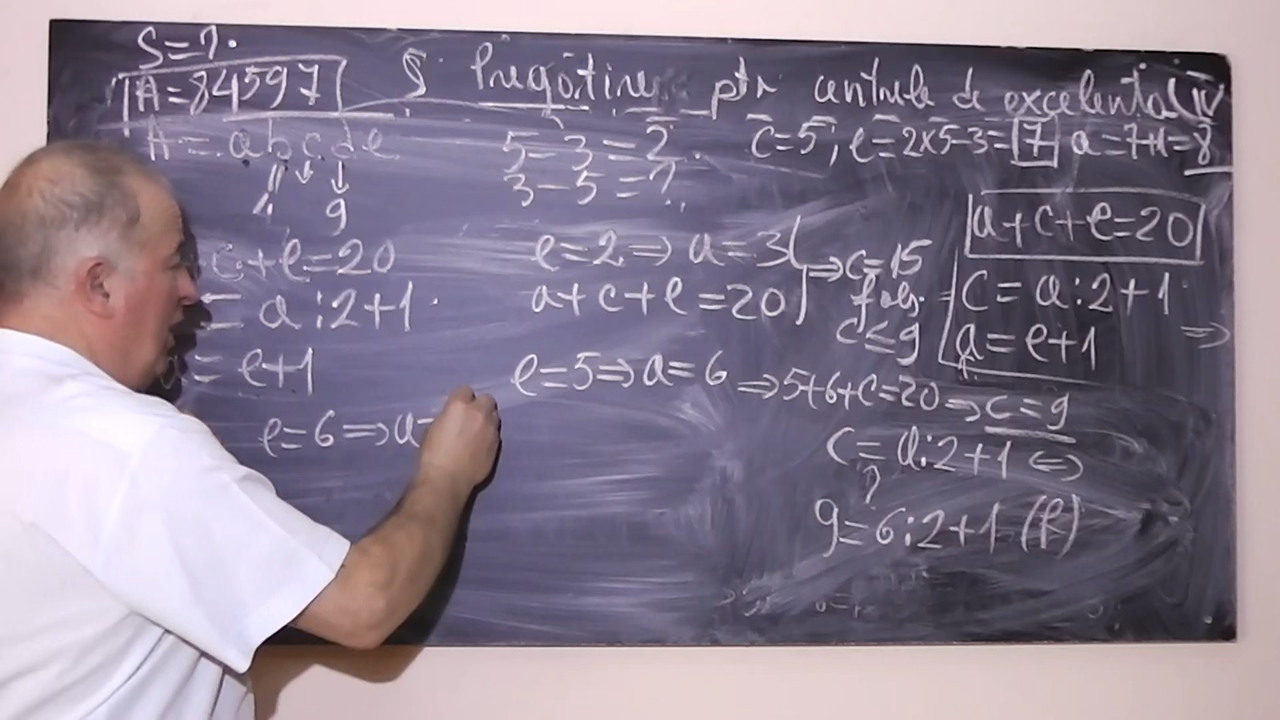 S=?.
A=84597
S. Pregătire ptr centrele de excelență (IV
A=abcde
4 9
5-3=2.
3-5=?
c=5; e=2x5-3=7 a=7+1=8
a+c+e=20
c+e=20
= a:2+1.
= e+1
e=2⇒a=3
a+c+e=20
⇒c=15
fals.
c≤9
c=a:2+1
a=e+1
⇒
e=5⇒a=6 ⇒5+6+c=20⇒c=9
e=6⇒a=
c=a:2+1 ⇔
?
9=6:2+1 (f)